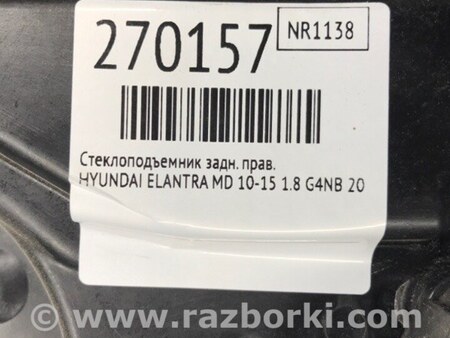 270157
NR1138
Стеклоподъемник задн. прав.
HYUNDAI ELANTRA MD 10-15 1.8 G4NB 20
www.razborki.com